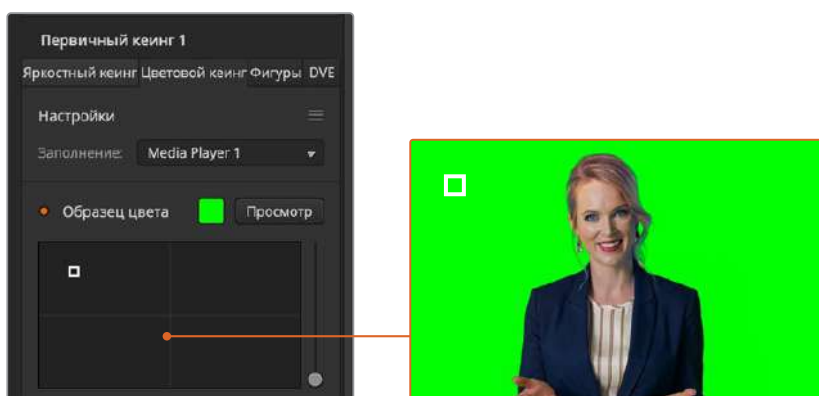 Первичный кеинг 1
Яркостный кеинг Цветовой кеинг Фигуры DVE
Настройки
Заполнение: Media Player 1
Образец цвета Просмотр